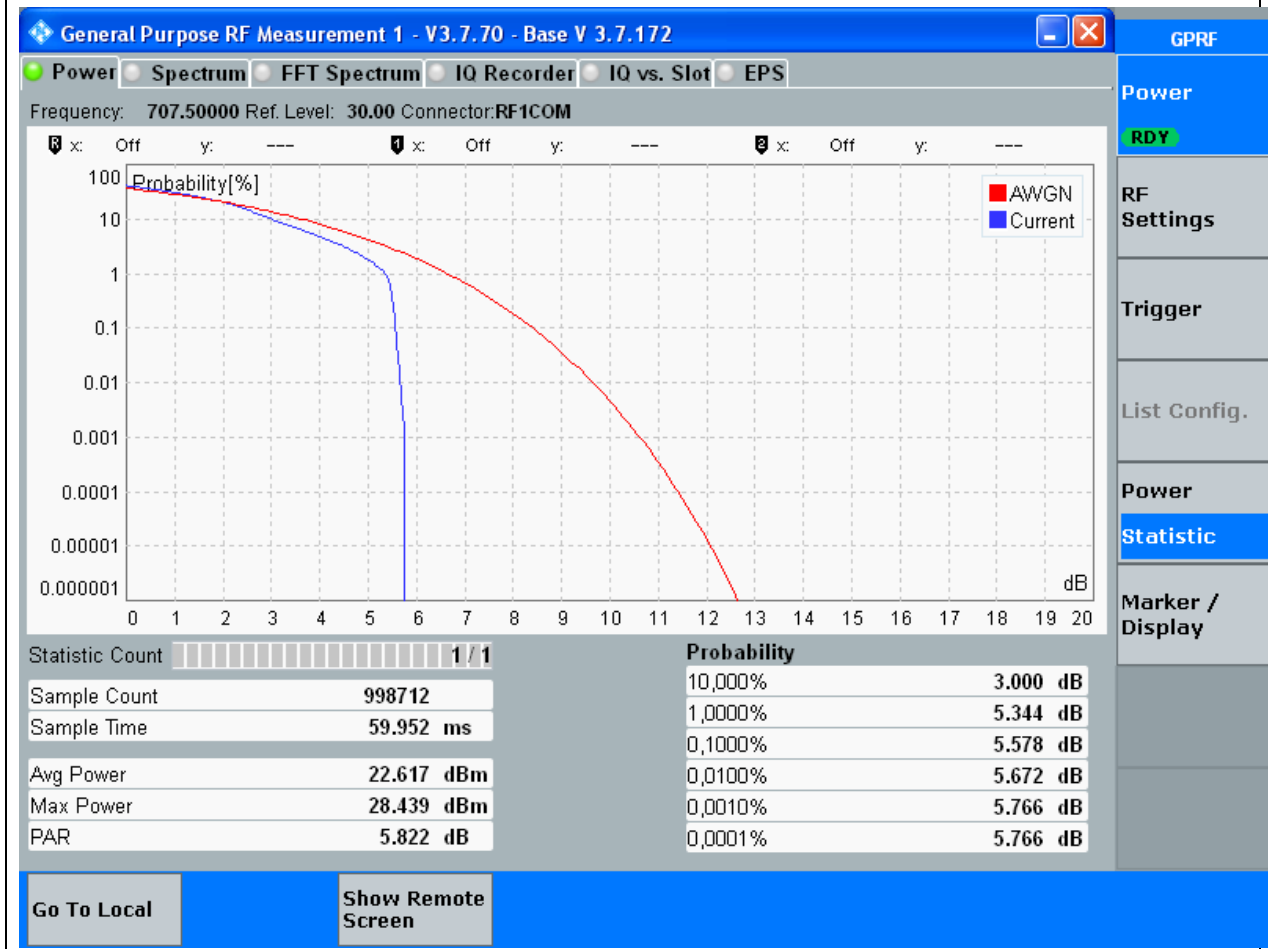 General Purpose RF Measurement 1 - V3.7.70 - Base V 3.7.172
GPRF
Power Spectrum FFT Spectrum IQ Recorder IQ vs. Slot EPS
Frequency: 707.50000 Ref. Level: 30.00 Connector:RF1COM
R x: Off y: --- 1 x: Off y: --- 2 x: Off y: ---
Probability[%]
AWGN
Current
100
10
1
0.1
0.01
0.001
0.0001
0.00001
0.000001
dB
0 1 2 3 4 5 6 7 8 9 10 11 12 13 14 15 16 17 18 19 20
Statistic Count 1 / 1
Sample Count 998712
Sample Time 59.952 ms
Avg Power 22.617 dBm
Max Power 28.439 dBm
PAR 5.822 dB
Probability
10,000% 3.000 dB
1,0000% 5.344 dB
0,1000% 5.578 dB
0,0100% 5.672 dB
0,0010% 5.766 dB
0,0001% 5.766 dB
Power
RDY
RF
Settings
Trigger
List Config.
Power
Statistic
Marker /
Display
Go To Local
Show Remote
Screen